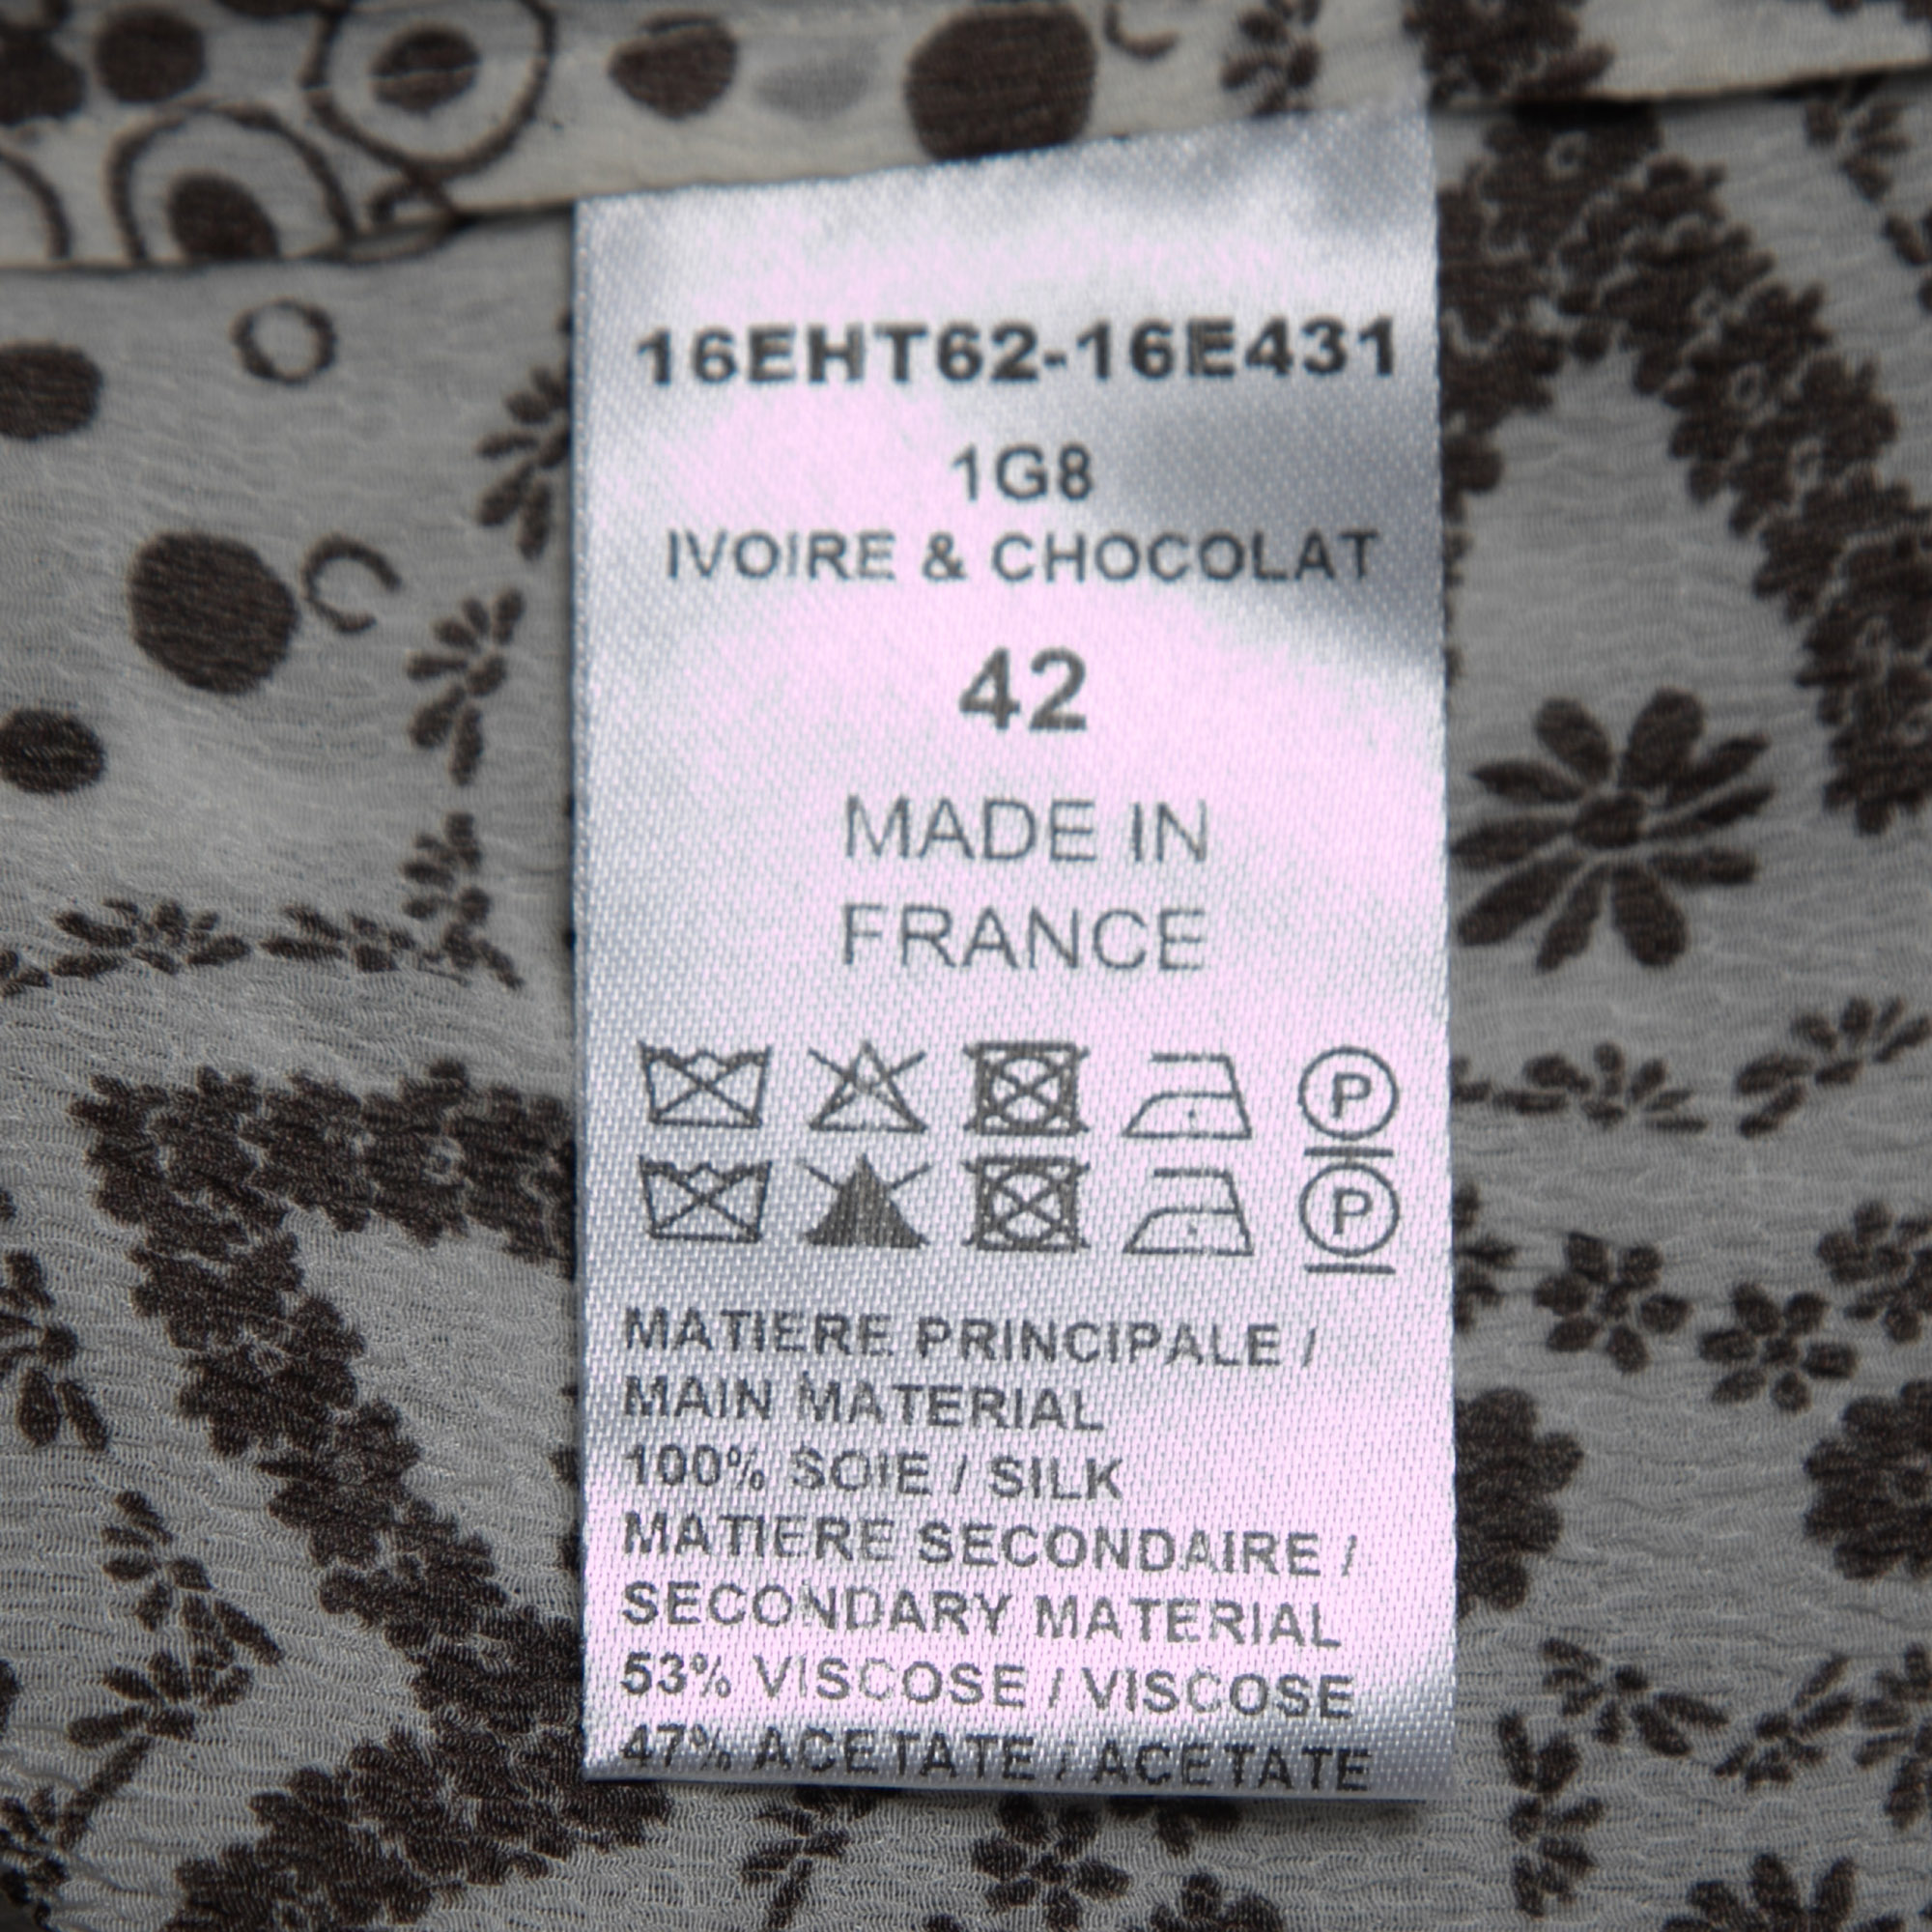 16EHT62-16E431
1G8
IVOIRE & CHOCOLAT
42
MADE IN
FRANCE
P
P
MATIERE PRINCIPALE /
MAIN MATERIAL
100% SOIE / SILK
MATIERE SECONDAIRE /
SECONDARY MATERIAL
53% VISCOSE / VISCOSE
47% ACETATE / ACETATE